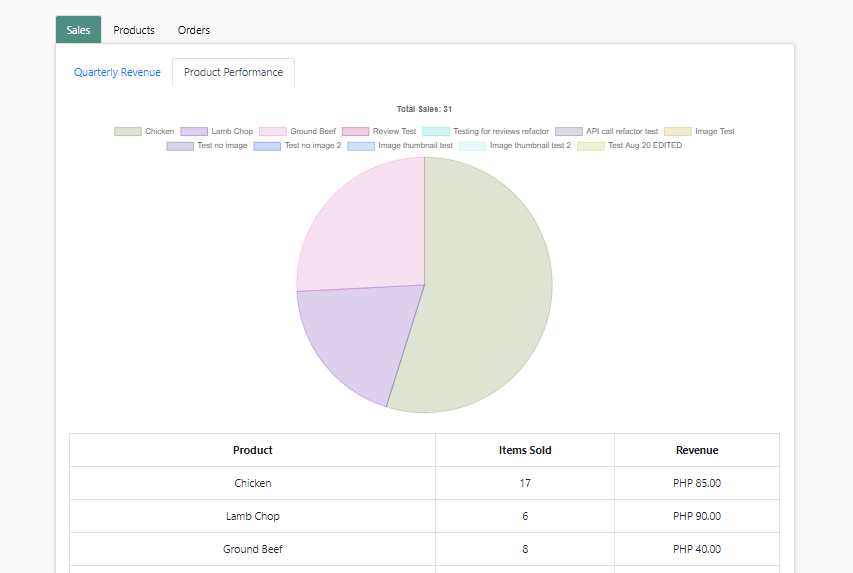 Sales Products Orders
Quarterly Revenue Product Performance
Total Sales: 31
Chicken Lamb Chop Ground Beef Review Test Testing for reviews refactor API call refactor test Image Test
Test no image Test no image 2 Image thumbnail test Image thumbnail test 2 Test Aug 20 EDITED
Product Items Sold Revenue
Chicken 17 PHP 85.00
Lamb Chop 6 PHP 90.00
Ground Beef 8 PHP 40.00